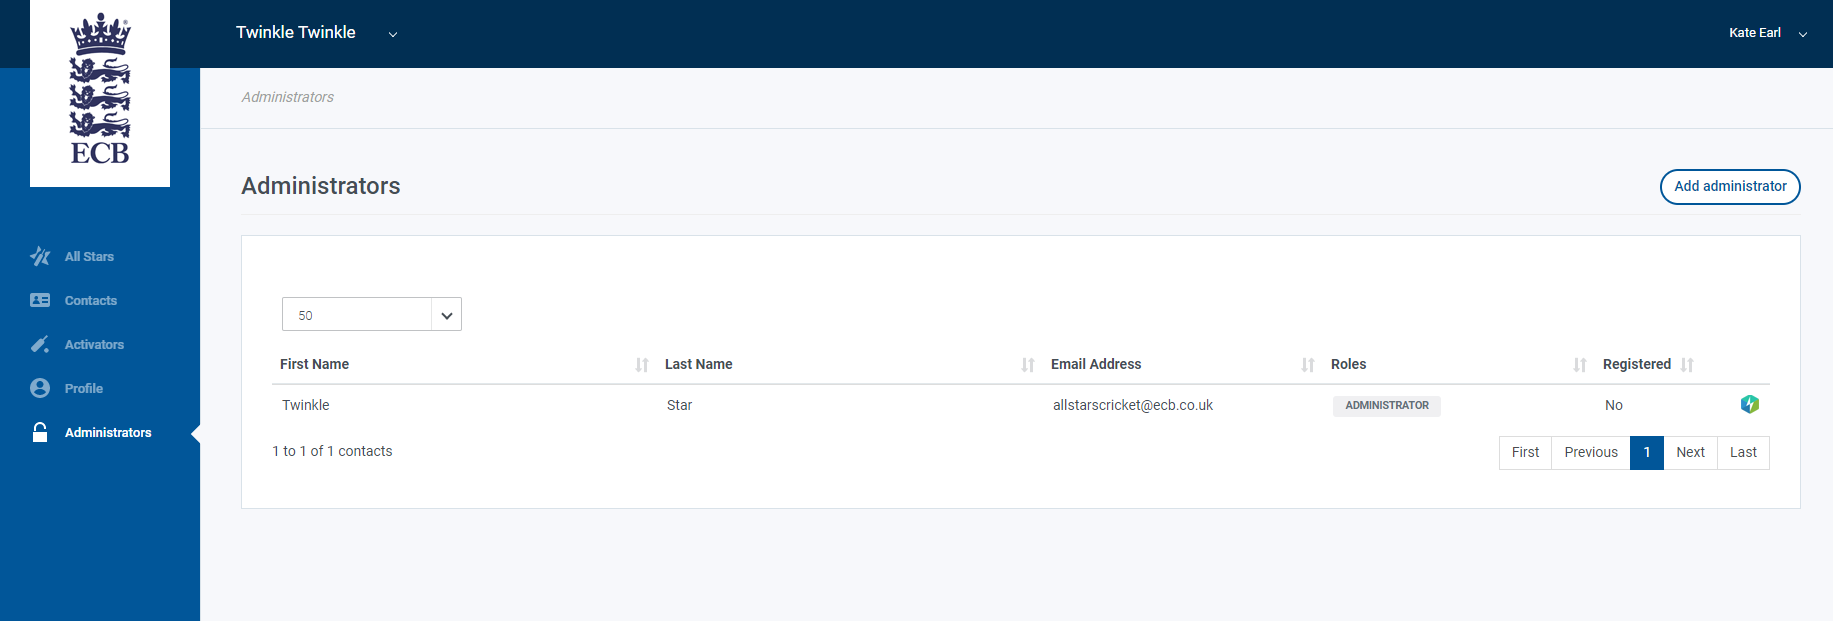 Twinkle Twinkle
Kate Earl
ECB
Administrators
Administrators
Add administrator
All Stars
Contacts
Activators
Profile
Administrators
50
First Name Last Name Email Address Roles Registered
Twinkle Star allstarscricket@ecb.co.uk ADMINISTRATOR No
1 to 1 of 1 contacts
First Previous 1 Next Last